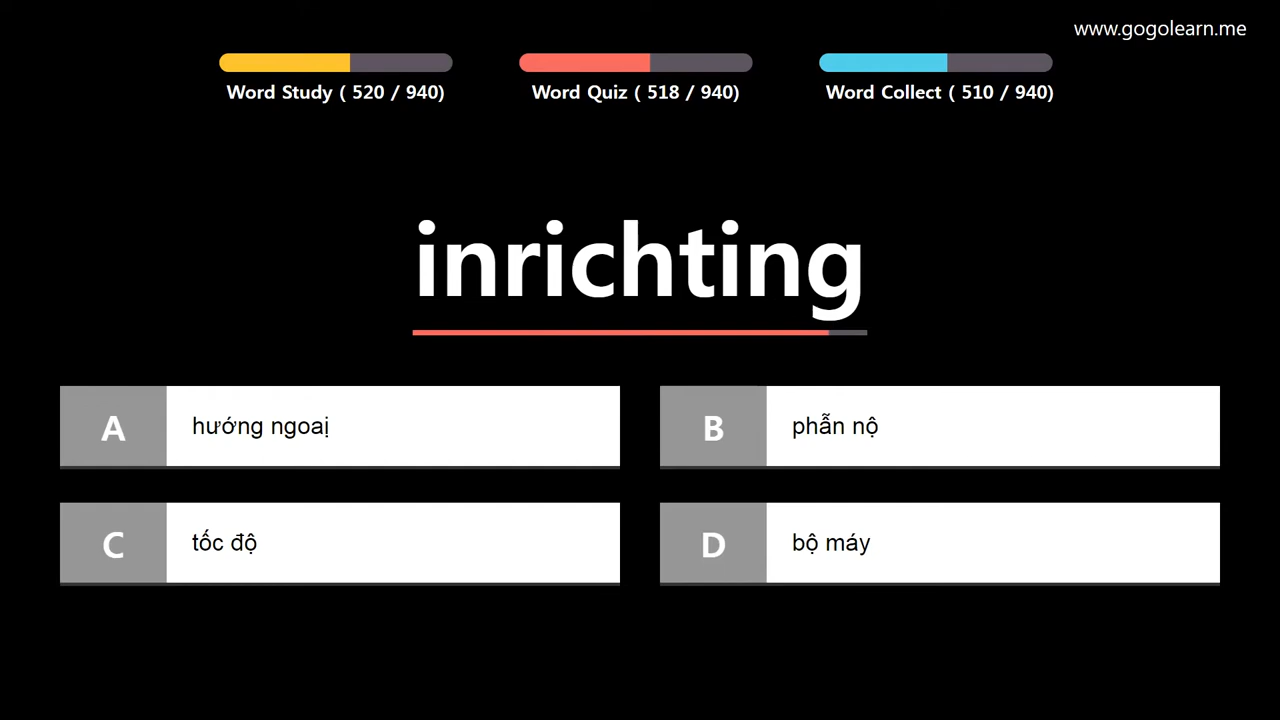 www.gogolearn.me
Word Study ( 520 / 940)
Word Quiz ( 518 / 940)
Word Collect ( 510 / 940)
inrichting
A hướng ngoaị
B phẫn nộ
C tốc độ
D bộ máy